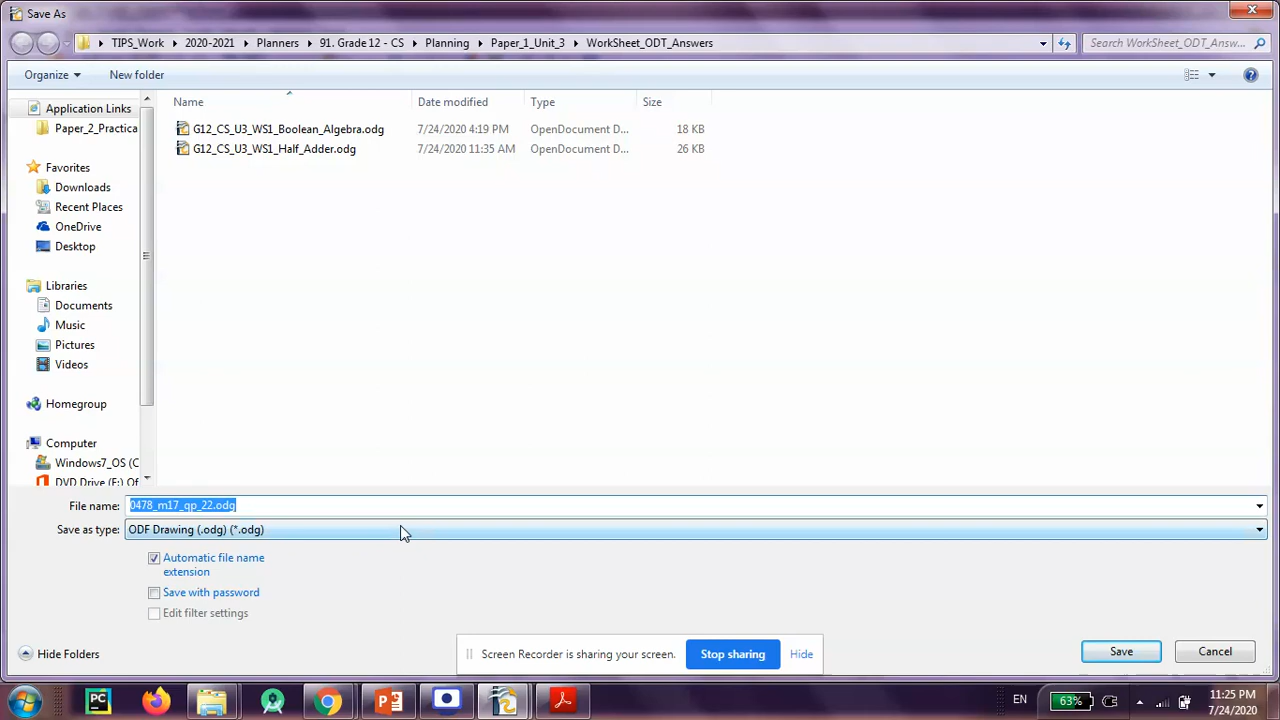 Save As
TIPS_Work 2020-2021 Planners 91. Grade 12 - CS Planning Paper_1_Unit_3 WorkSheet_ODT_Answers
Search WorkSheet_ODT_Answ...
Organize New folder
Application Links
Paper_2_Practica
Favorites
Downloads
Recent Places
OneDrive
Desktop
Libraries
Documents
Music
Pictures
Videos
Homegroup
Computer
Windows7_OS (C
DVD Drive (F:) Of
Name Date modified Type Size
G12_CS_U3_WS1_Boolean_Algebra.odg 7/24/2020 4:19 PM OpenDocument D... 18 KB
G12_CS_U3_WS1_Half_Adder.odg 7/24/2020 11:35 AM OpenDocument D... 26 KB
File name: 0478_m17_qp_22.odg
Save as type: ODF Drawing (.odg) (*.odg)
Automatic file name
extension
Save with password
Edit filter settings
Hide Folders
Screen Recorder is sharing your screen. Stop sharing Hide
Save Cancel
PC
EN 63% 11:25 PM
7/24/2020